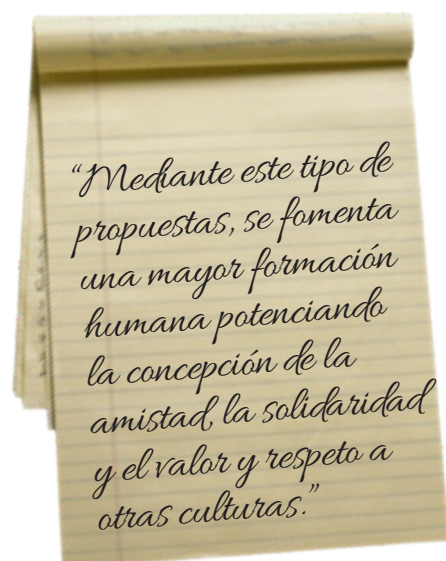 “Mediante este tipo de
propuestas, se fomenta
una mayor formación
humana potenciando
la concepción de la
amistad, la solidaridad
y el valor y respeto a
otras culturas.”